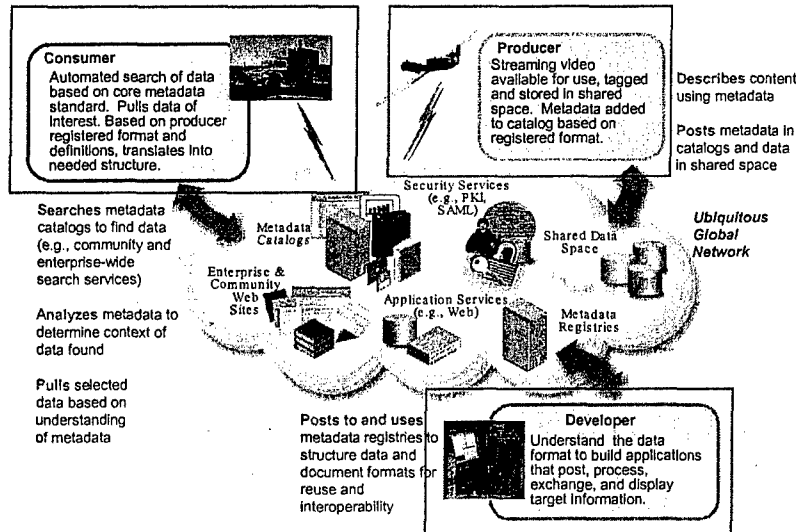 Consumer
Automated search of data
based on core metadata
standard. Pulls data of
Interest. Based on producer
registered format and
definitions, translates into
needed structure.
Producer
Streaming video
available for use, tagged
and stored in shared
space. Metadata added
to catalog based on
registered format.
Describes content
using metadata
Posts metadata in
catalogs and data
in shared space
Searches metadata
catalogs to find data
(e.g., community and
enterprise-wide
search services)
Analyzes metadata to
determine context of
data found
Pulls selected
data based on
understanding
of metadata
Metadata
Catalogs
Enterprise &
Community
Web
Sites
Security Services
(e.g., PKI,
SAML)
Application Services
(e.g., Web)
Shared Data
Space
Metadata
Registries
Ubiquitous
Global
Network
Posts to and uses
metadata registries to
structure data and
document formats for
reuse and
interoperability
Developer
Understand the data
format to build applications
that post, process,
exchange, and display
target information.